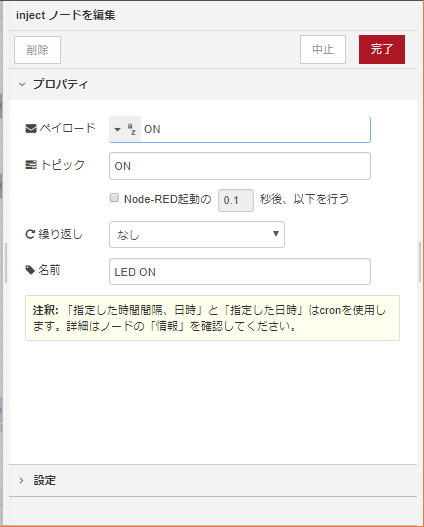 inject ノードを編集
削除
中止
完了
プロパティ
ペイロード
a
z
ON
トピック
ON
Node-RED起動の 0.1 秒後、以下を行う
繰り返し
なし
名前
LED ON
注釈: 「指定した時間間隔、日時」と「指定した日時」はcronを使用し
ます。詳細はノードの「情報」を確認してください。
設定